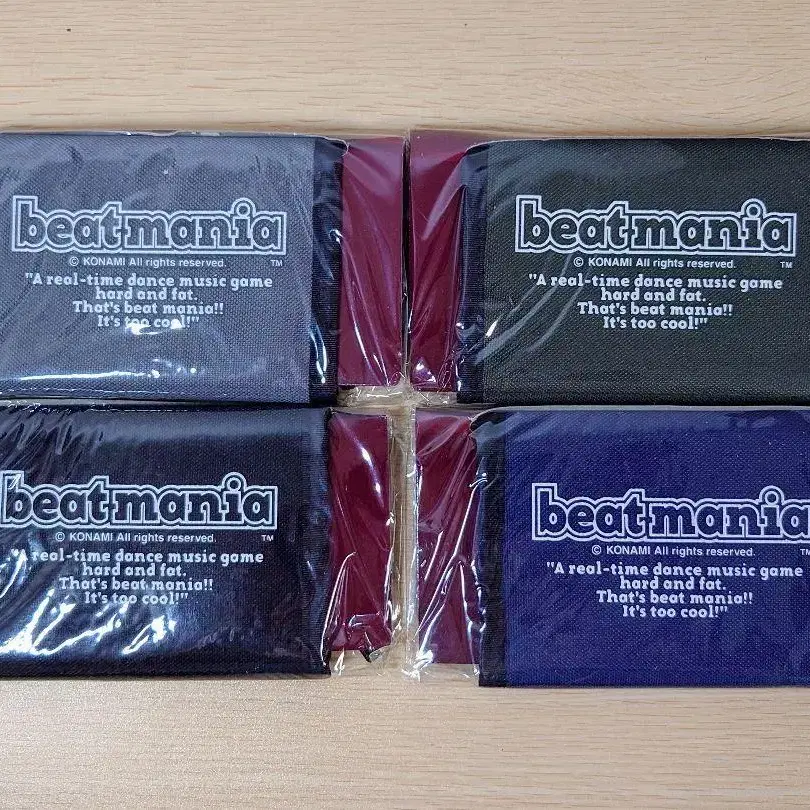 beatmania
© KONAMI All rights reserved. TM
"A real-time dance music game
hard and fat.
That's beat mania!!
It's too cool!"
beatmania
© KONAMI All rights reserved. TM
"A real-time dance music game
hard and fat.
That's beat mania!!
It's too cool!"
beatmania
© KONAMI All rights reserved. TM
"A real-time dance music game
hard and fat.
That's beat mania!!
It's too cool!"
beatmania
© KONAMI All rights reserved. TM
"A real-time dance music game
hard and fat.
That's beat mania!!
It's too cool!"